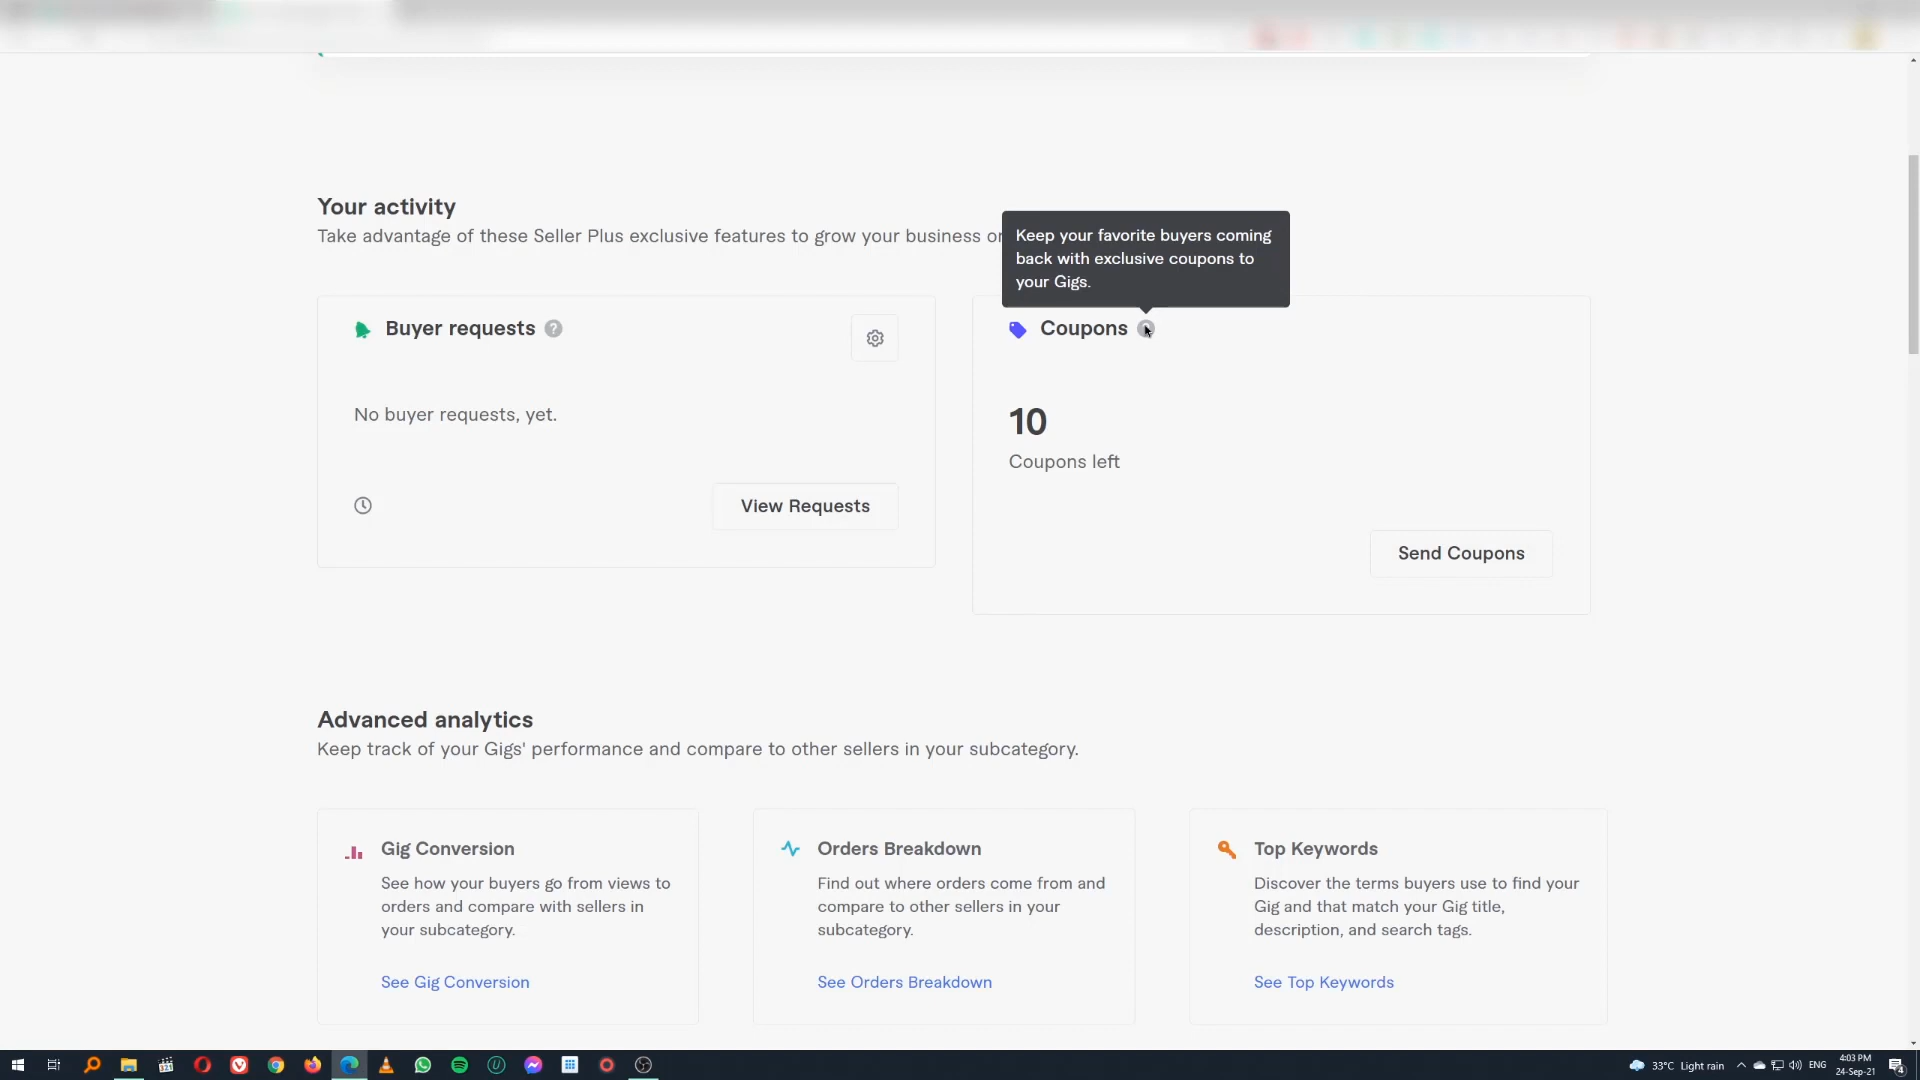 Your activity
Take advantage of these Seller Plus exclusive features to grow your business or
Keep your favorite buyers coming
back with exclusive coupons to
your Gigs.
Buyer requests ?
No buyer requests, yet.
View Requests
Coupons
10
Coupons left
Send Coupons
Advanced analytics
Keep track of your Gigs' performance and compare to other sellers in your subcategory.
Gig Conversion
See how your buyers go from views to
orders and compare with sellers in
your subcategory.
See Gig Conversion
Orders Breakdown
Find out where orders come from and
compare to other sellers in your
subcategory.
See Orders Breakdown
Top Keywords
Discover the terms buyers use to find your
Gig and that match your Gig title,
description, and search tags.
See Top Keywords
33°C Light rain
ENG
4:03 PM
24-Sep-21
4